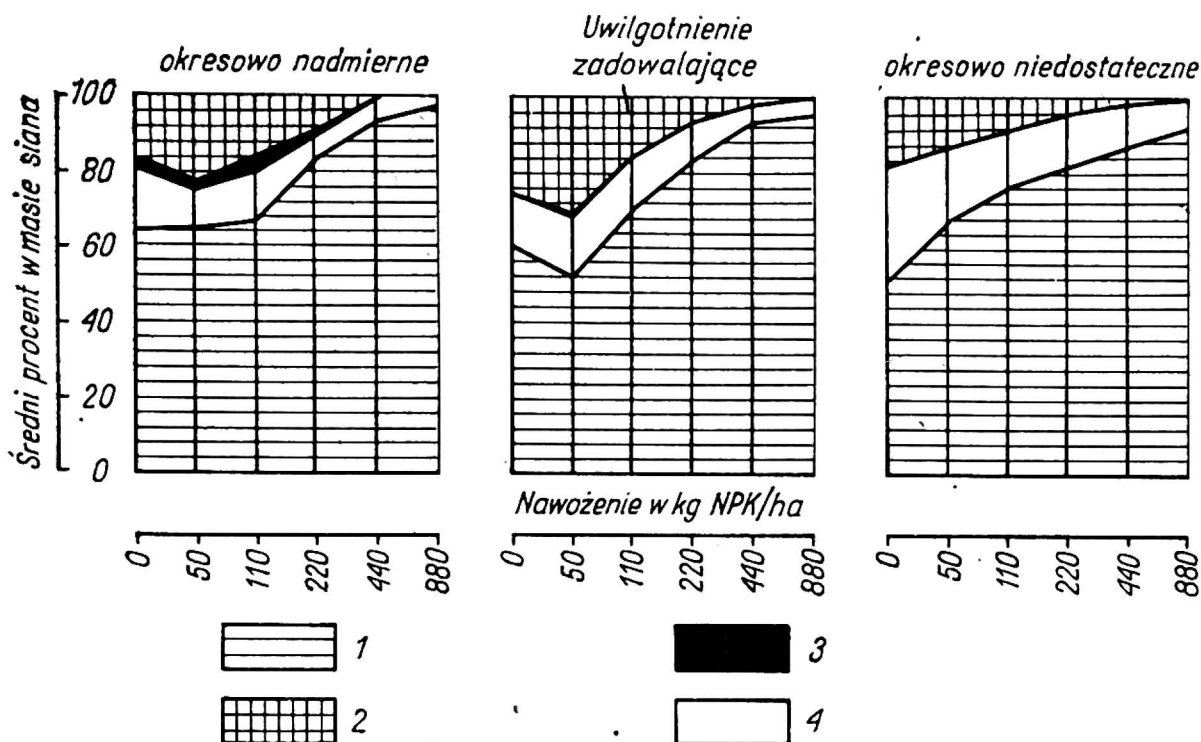 okresowo nadmierne
Uwilgotnienie
zadowalające
okresowo niedostateczne
Średni procent w masie siana
100
80
60
40
20
0
Nawożenie w kg NPK/ha
0 50 110 220 440 880
0 50 110 220 440 880
0 50 110 220 440 880
1
3
2
4